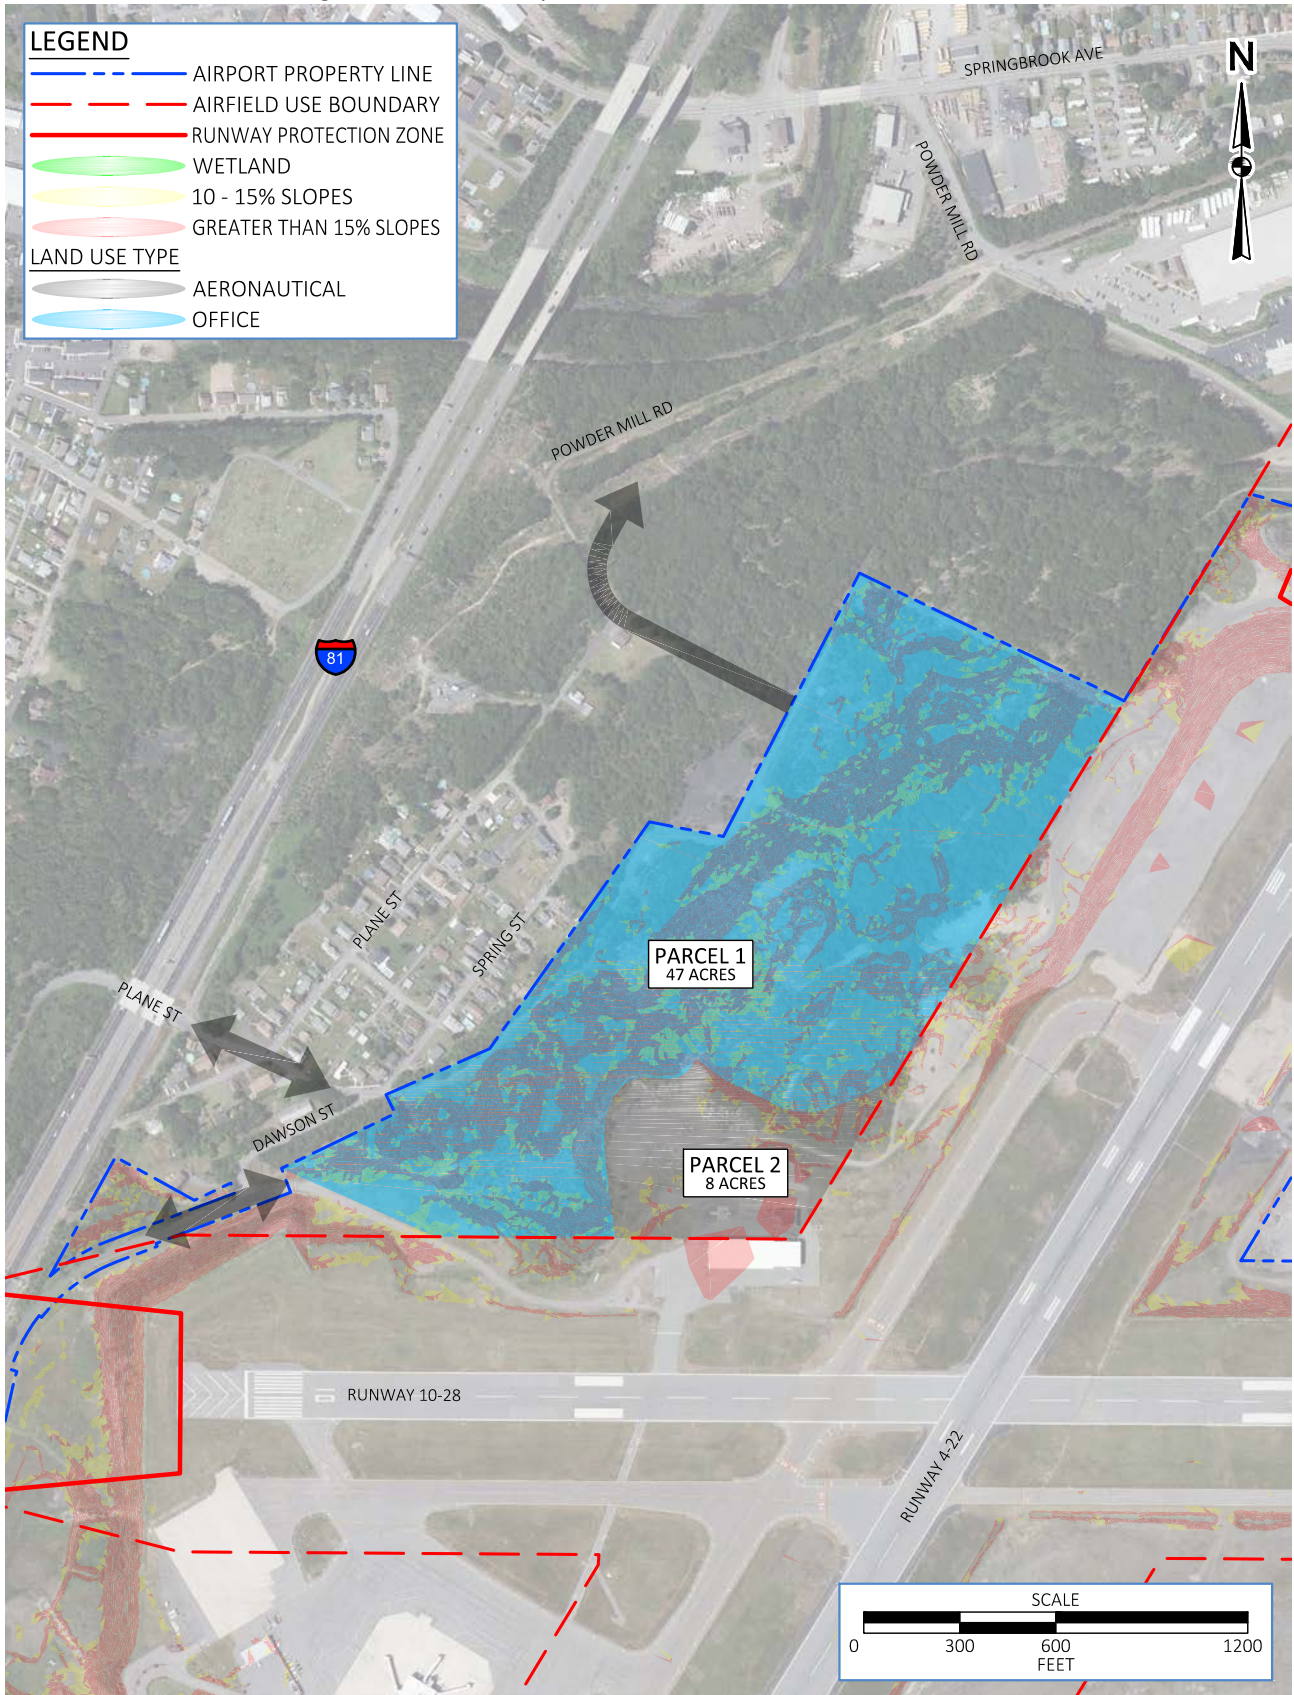 LEGEND
AIRPORT PROPERTY LINE
AIRFIELD USE BOUNDARY
RUNWAY PROTECTION ZONE
WETLAND
10 - 15% SLOPES
GREATER THAN 15% SLOPES
LAND USE TYPE
AERONAUTICAL
OFFICE
SPRINGBROOK AVE
N
POWDER MILL RD
POWDER MILL RD
81
PLANE ST
SPRING ST
PARCEL 1
47 ACRES
PLANE ST
DAWSON ST
PARCEL 2
8 ACRES
RUNWAY 10-28
RUNWAY 4-22
SCALE
0 300 600 1200
FEET